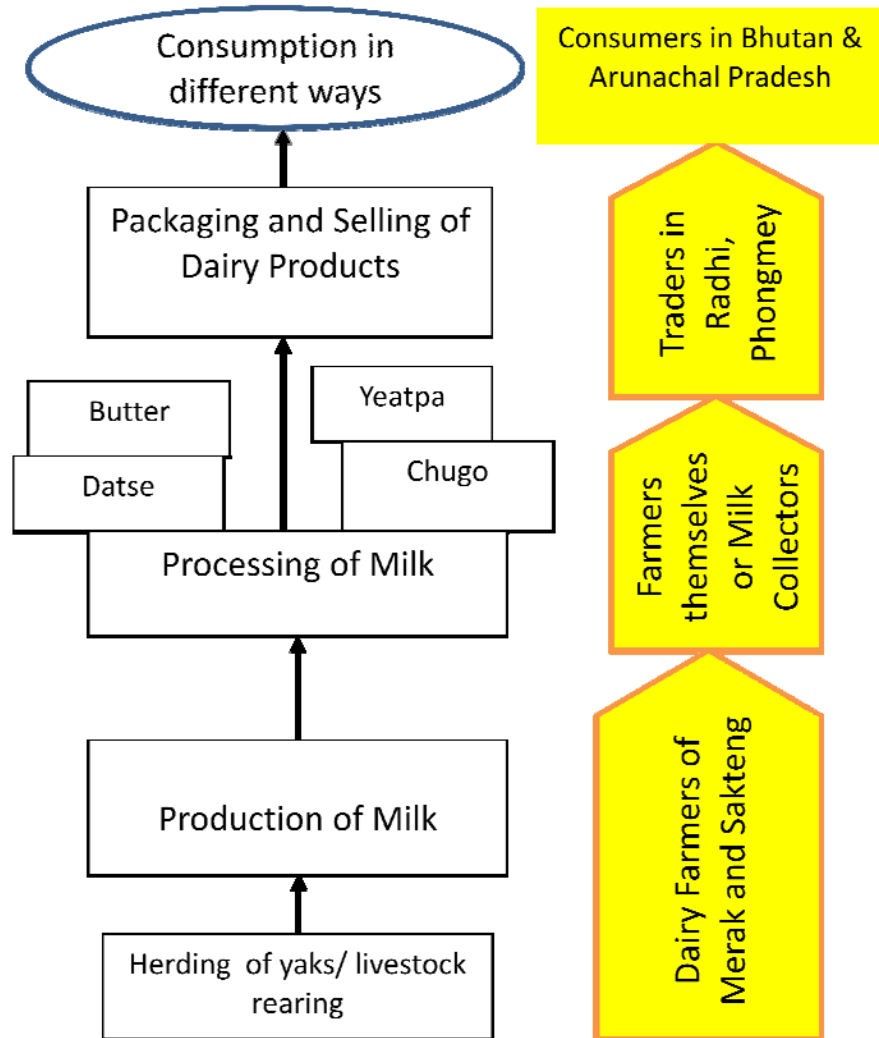 Consumption in
different ways
Consumers in Bhutan &
Arunachal Pradesh
Packaging and Selling of
Dairy Products
Traders in
Radhi,
Phongmey
Butter
Yeatpa
Datse
Chugo
Processing of Milk
Farmers
themselves
or Milk
Collectors
Production of Milk
Dairy Farmers of
Merak and Sakteng
Herding of yaks/ livestock
rearing